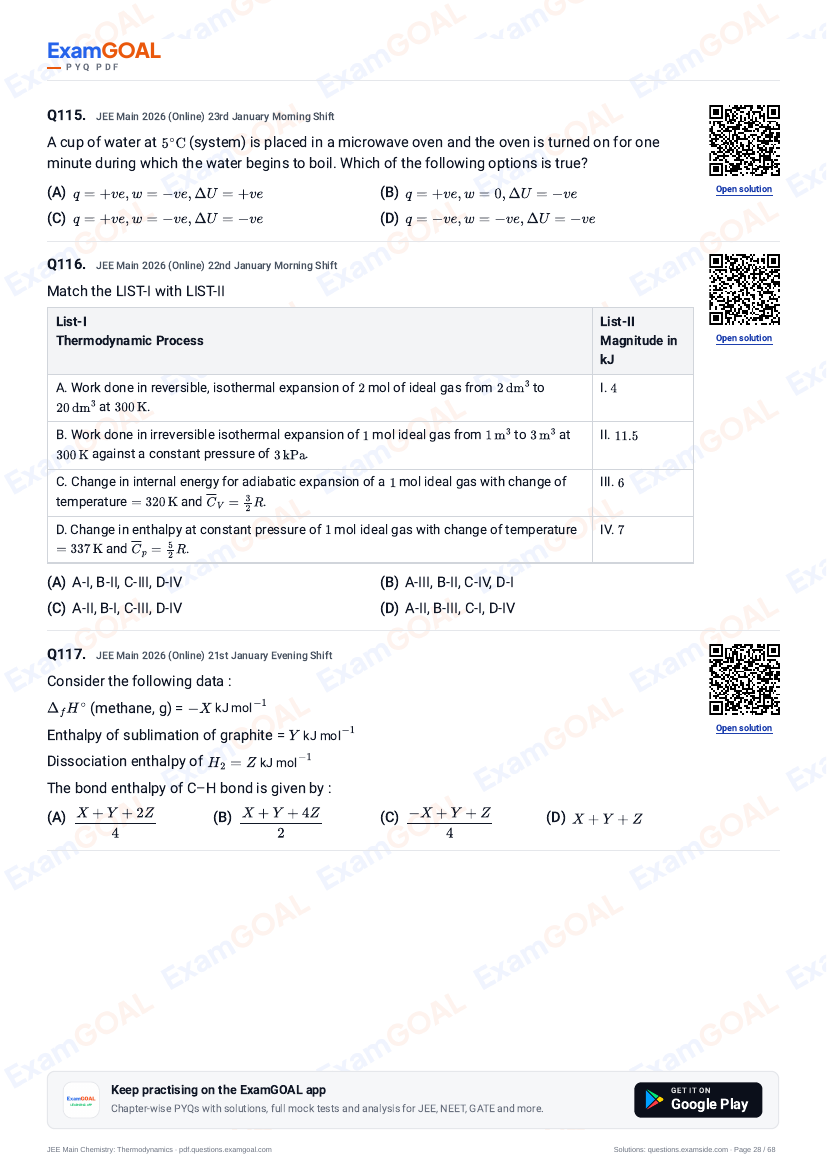 ExamGOAL
PYQ PDF
Q115. JEE Main 2026 (Online) 23rd January Morning Shift
A cup of water at 5°C (system) is placed in a microwave oven and the oven is turned on for one
minute during which the water begins to boil. Which of the following options is true?
(A) q = +ve, w = −ve, ΔU = +ve
(B) q = +ve, w = 0, ΔU = −ve
(C) q = +ve, w = −ve, ΔU = −ve
(D) q = −ve, w = −ve, ΔU = −ve
Open solution
Q116. JEE Main 2026 (Online) 22nd January Morning Shift
Match the LIST-I with LIST-II
Open solution
List-I
Thermodynamic Process
List-II
Magnitude in
kJ
A. Work done in reversible, isothermal expansion of 2 mol of ideal gas from 2 dm³ to
20 dm³ at 300 K.
I. 4
B. Work done in irreversible isothermal expansion of 1 mol ideal gas from 1 m³ to 3 m³ at
300 K against a constant pressure of 3 kPa.
II. 11.5
C. Change in internal energy for adiabatic expansion of a 1 mol ideal gas with change of
temperature = 320 K and C̅_V = 3/2 R.
III. 6
D. Change in enthalpy at constant pressure of 1 mol ideal gas with change of temperature
= 337 K and C̅_p = 5/2 R.
IV. 7
(A) A-I, B-II, C-III, D-IV
(B) A-III, B-II, C-IV, D-I
(C) A-II, B-I, C-III, D-IV
(D) A-II, B-III, C-I, D-IV
Q117. JEE Main 2026 (Online) 21st January Evening Shift
Consider the following data :
Δ_fH° (methane, g) = −X kJ mol⁻¹
Enthalpy of sublimation of graphite = Y kJ mol⁻¹
Dissociation enthalpy of H₂ = Z kJ mol⁻¹
The bond enthalpy of C–H bond is given by :
Open solution
(A) (X + Y + 2Z)/4
(B) (X + Y + 4Z)/2
(C) (−X + Y + Z)/4
(D) X + Y + Z
Keep practising on the ExamGOAL app
Chapter-wise PYQs with solutions, full mock tests and analysis for JEE, NEET, GATE and more.
GET IT ON
Google Play
JEE Main Chemistry: Thermodynamics · pdf.questions.examgoal.com
Solutions: questions.examside.com · Page 28 / 68